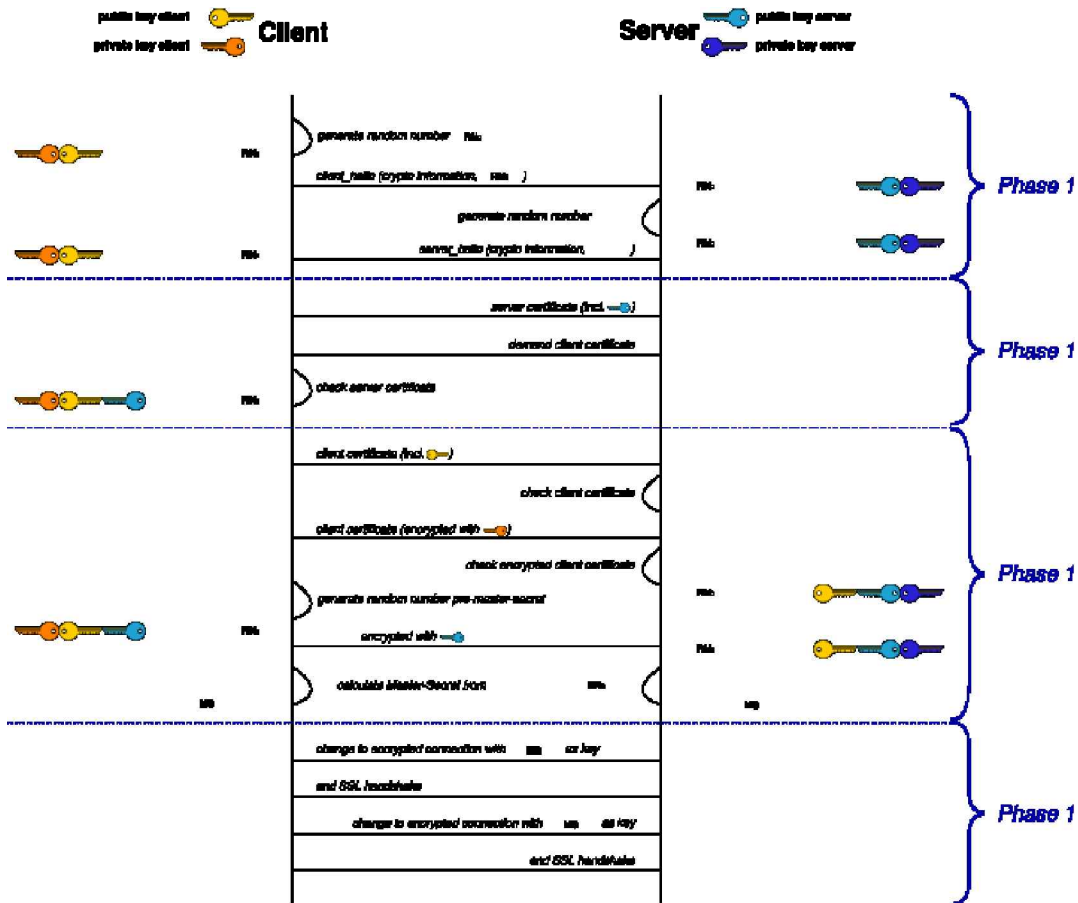 public key client
private key client
Client
Server
public key server
private key server
generate random number
client_hello (crypto information, )
generate random number
server_hello (crypto information, )
Phase 1
server certificate (incl. )
demand client certificate
check server certificate
Phase 1
client certificate (incl. )
check client certificate
client certificate (encrypted with )
check encrypted client certificate
generate random number pre-master-secret
encrypted with
calculate Master-Secret from
Phase 1
change to encrypted connection with as key
end SSL handshake
change to encrypted connection with as key
end SSL handshake
Phase 1